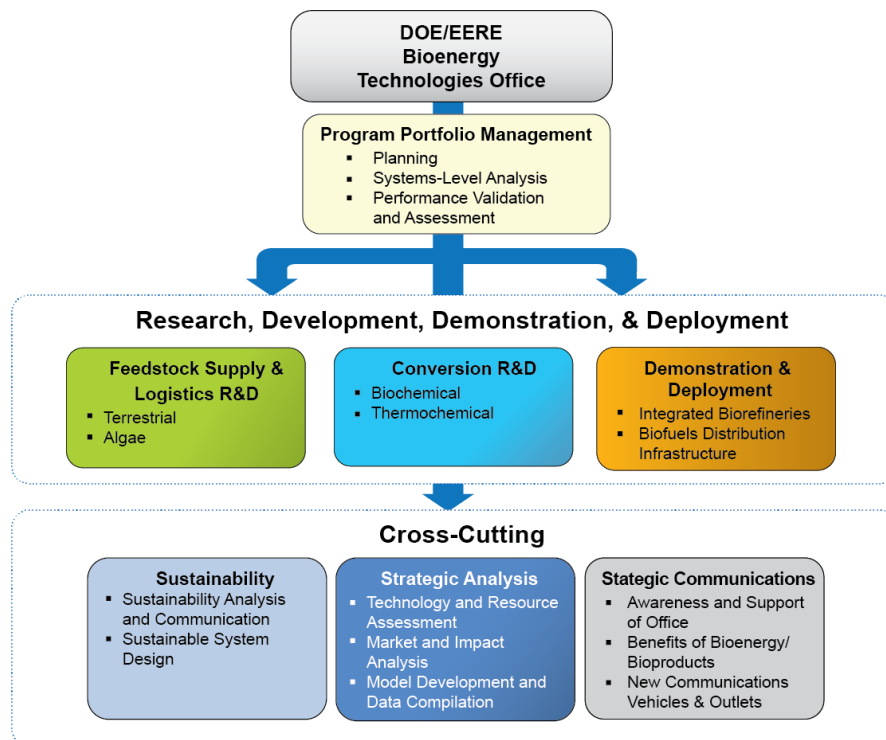 DOE/EERE
Bioenergy
Technologies Office
Program Portfolio Management
▪ Planning
▪ Systems-Level Analysis
▪ Performance Validation
and Assessment
Research, Development, Demonstration, & Deployment
Feedstock Supply &
Logistics R&D
▪ Terrestrial
▪ Algae
Conversion R&D
▪ Biochemical
▪ Thermochemical
Demonstration &
Deployment
▪ Integrated Biorefineries
▪ Biofuels Distribution
Infrastructure
Cross-Cutting
Sustainability
▪ Sustainability Analysis
and Communication
▪ Sustainable System
Design
Strategic Analysis
▪ Technology and Resource
Assessment
▪ Market and Impact
Analysis
▪ Model Development and
Data Compilation
Stategic Communications
▪ Awareness and Support
of Office
▪ Benefits of Bioenergy/
Bioproducts
▪ New Communications
Vehicles & Outlets